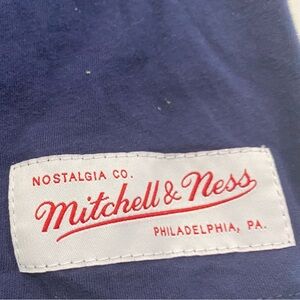 NOSTALGIA CO.
Mitchell & Ness
PHILADELPHIA, PA.